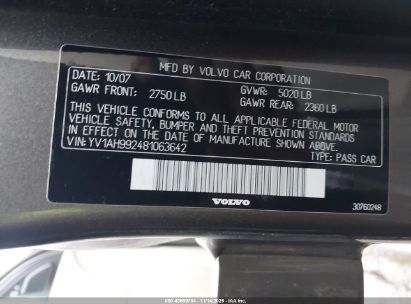 MFD BY VOLVO CAR CORPORATION
DATE: 10/07 GVWR: 5020 LB
GAWR FRONT: 2750 LB GAWR REAR: 2360 LB
THIS VEHICLE CONFORMS TO ALL APPLICABLE FEDERAL MOTOR
VEHICLE SAFETY, BUMPER AND THEFT PREVENTION STANDARDS
IN EFFECT ON THE DATE OF MANUFACTURE SHOWN ABOVE.
VIN: YV1AH992481063642
TYPE: PASS CAR
VOLVO
30760248